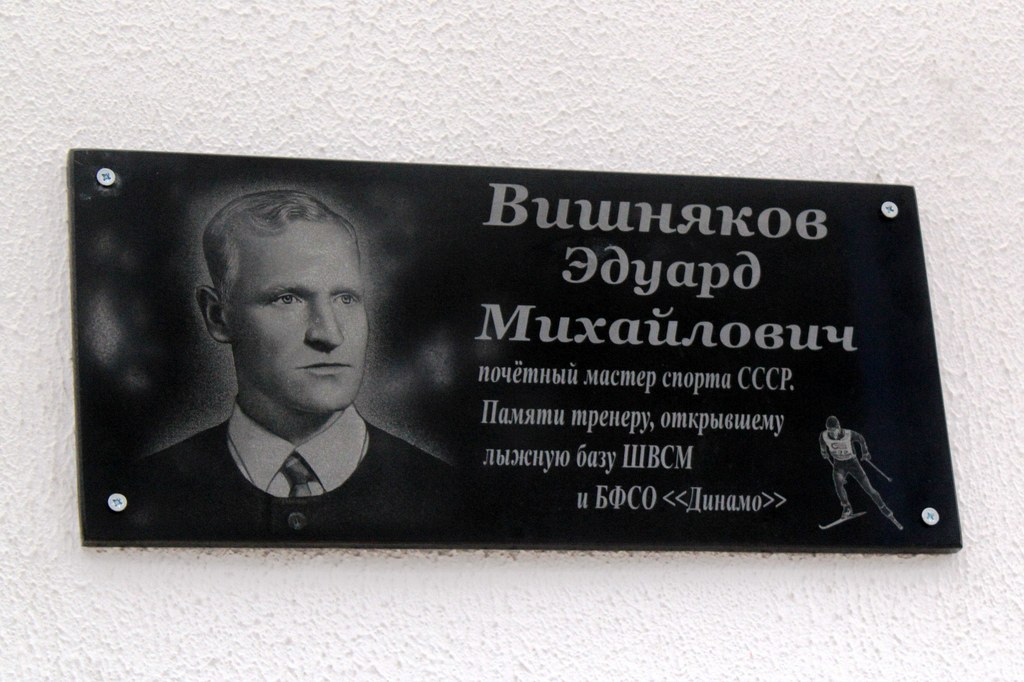 Вишняков
Эдуард
Михайлович
почётный мастер спорта СССР.
Памяти тренеру, открывшему
лыжную базу ШВСМ
и БФСО <<Динамо>>